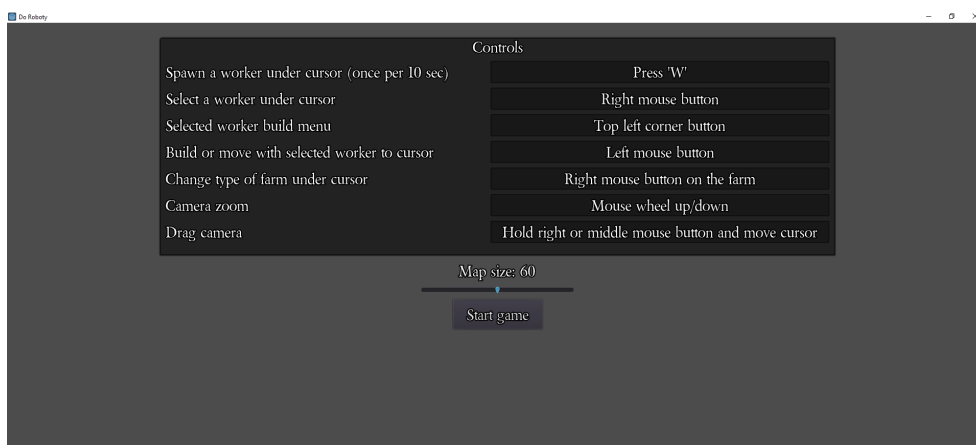 Do Roboty
Controls
Spawn a worker under cursor (once per 10 sec) Press 'W'
Select a worker under cursor Right mouse button
Selected worker build menu Top left corner button
Build or move with selected worker to cursor Left mouse button
Change type of farm under cursor Right mouse button on the farm
Camera zoom Mouse wheel up/down
Drag camera Hold right or middle mouse button and move cursor
Map size: 60
Start game